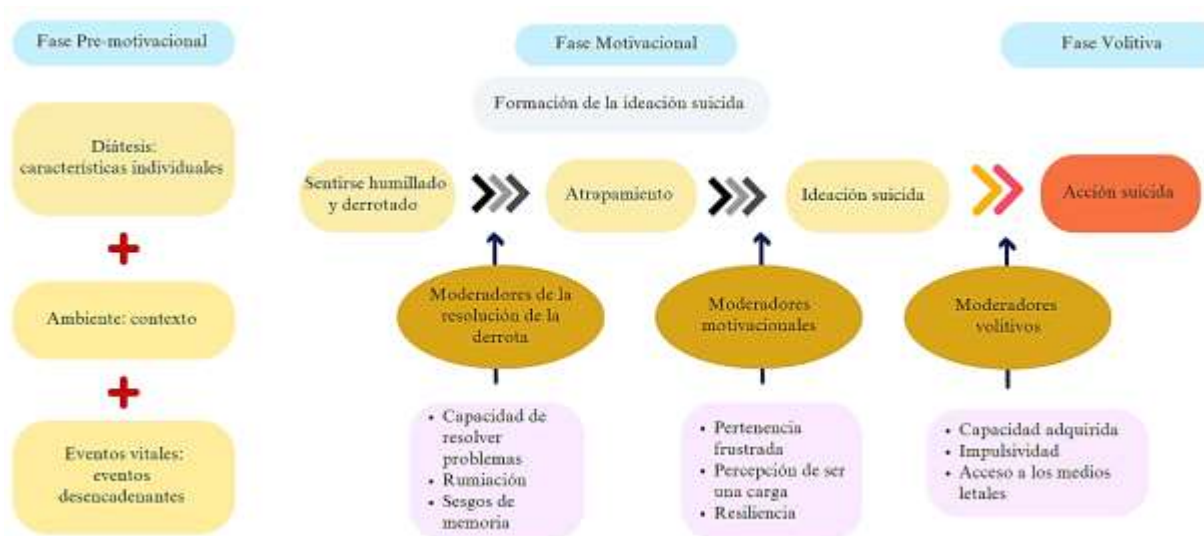 Fase Pre-motivacional
Fase Motivacional
Fase Volitiva
Formación de la ideación suicida
Diátesis:
características individuales
Sentirse humillado
y derrotado
Atrapamiento
Ideación suicida
Acción suicida
Ambiente: contexto
Moderadores de la
resolución de la
derrota
Moderadores
motivacionales
Moderadores
volitivos
Eventos vitales:
eventos
desencadenantes
• Capacidad de
resolver
problemas
• Rumiación
• Sesgos de
memoria
• Pertenencia
frustrada
• Percepción de ser
una carga
• Resiliencia
• Capacidad adquirida
• Impulsividad
• Acceso a los medios
letales